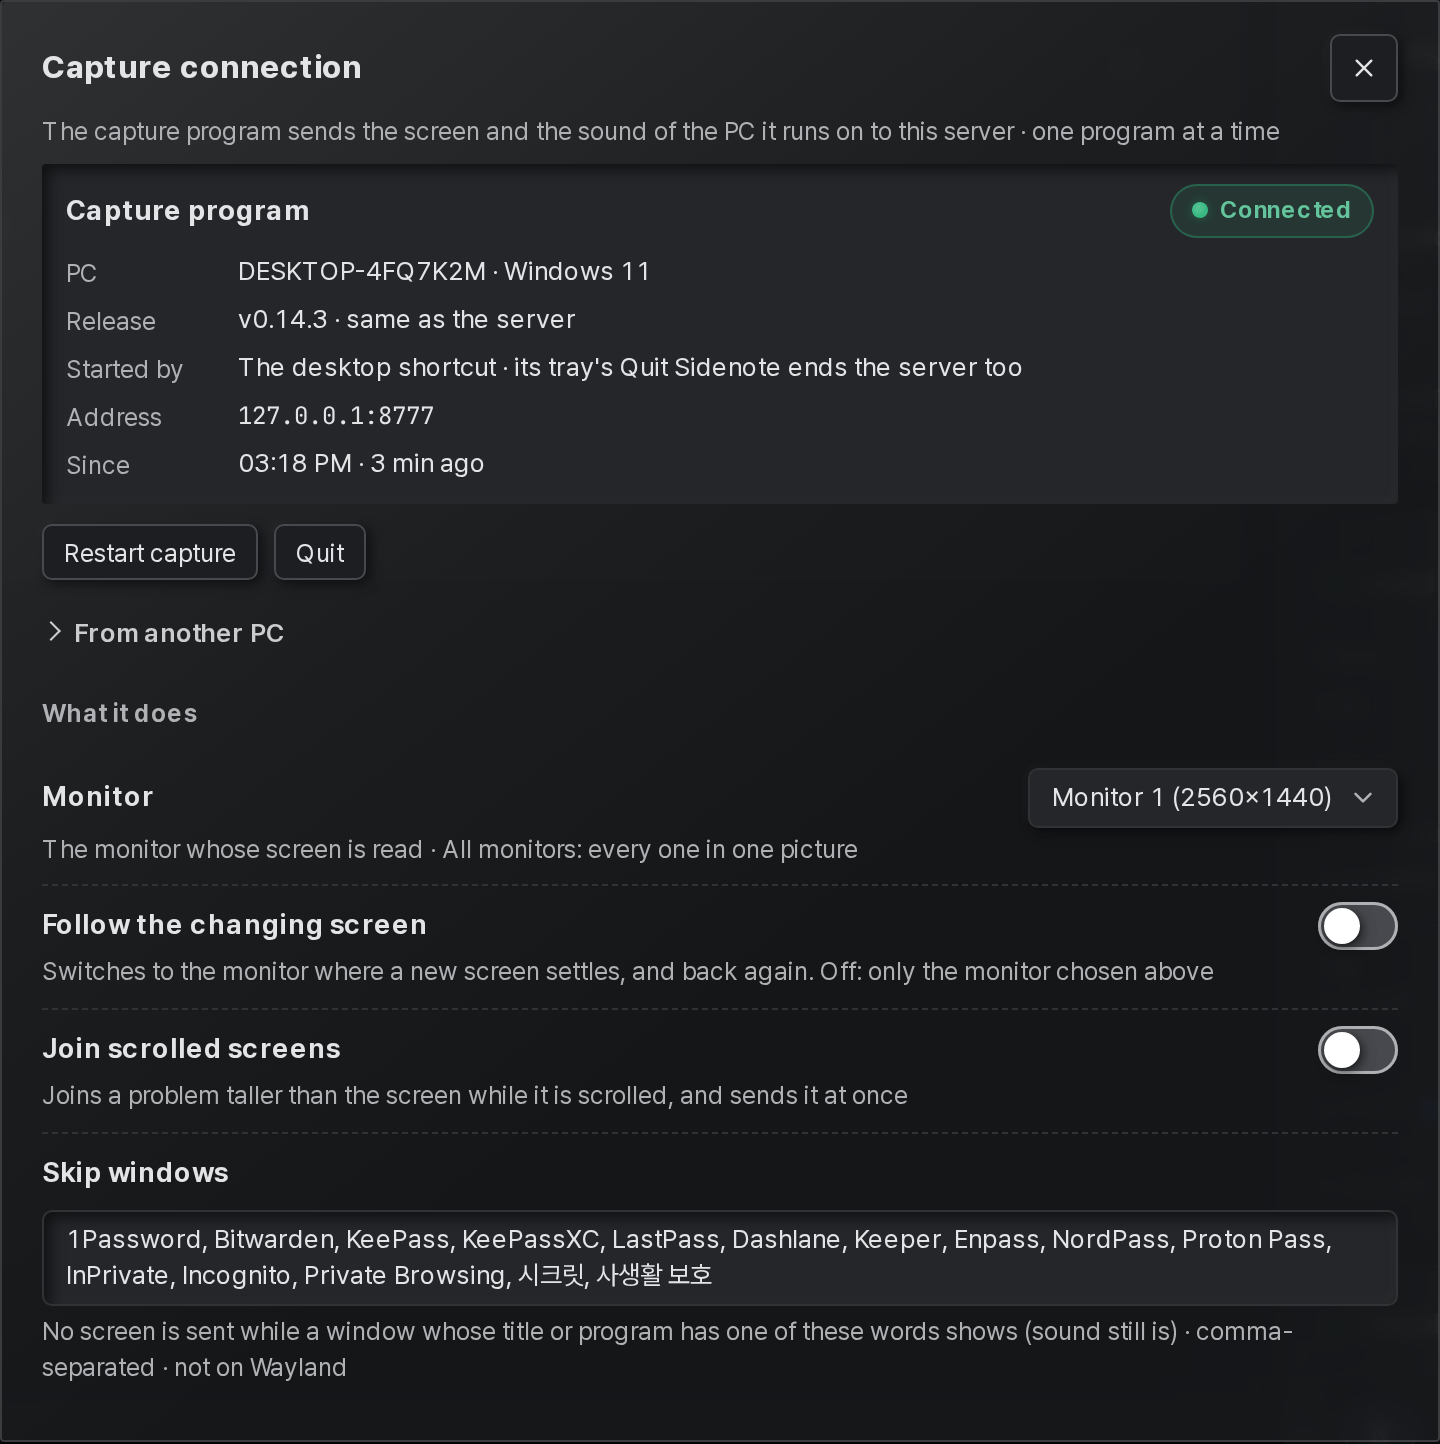 Capture connection
The capture program sends the screen and the sound of the PC it runs on to this server · one program at a time
Capture program
Connected
PC DESKTOP-4FQ7K2M · Windows 11
Release v0.14.3 · same as the server
Started by The desktop shortcut · its tray's Quit Sidenote ends the server too
Address 127.0.0.1:8777
Since 03:18 PM · 3 min ago
Restart capture Quit
From another PC
What it does
Monitor
Monitor 1 (2560×1440)
The monitor whose screen is read · All monitors: every one in one picture
Follow the changing screen
Switches to the monitor where a new screen settles, and back again. Off: only the monitor chosen above
Join scrolled screens
Joins a problem taller than the screen while it is scrolled, and sends it at once
Skip windows
1Password, Bitwarden, KeePass, KeePassXC, LastPass, Dashlane, Keeper, Enpass, NordPass, Proton Pass,
InPrivate, Incognito, Private Browsing, 시크릿, 사생활 보호
No screen is sent while a window whose title or program has one of these words shows (sound still is) · comma-
separated · not on Wayland